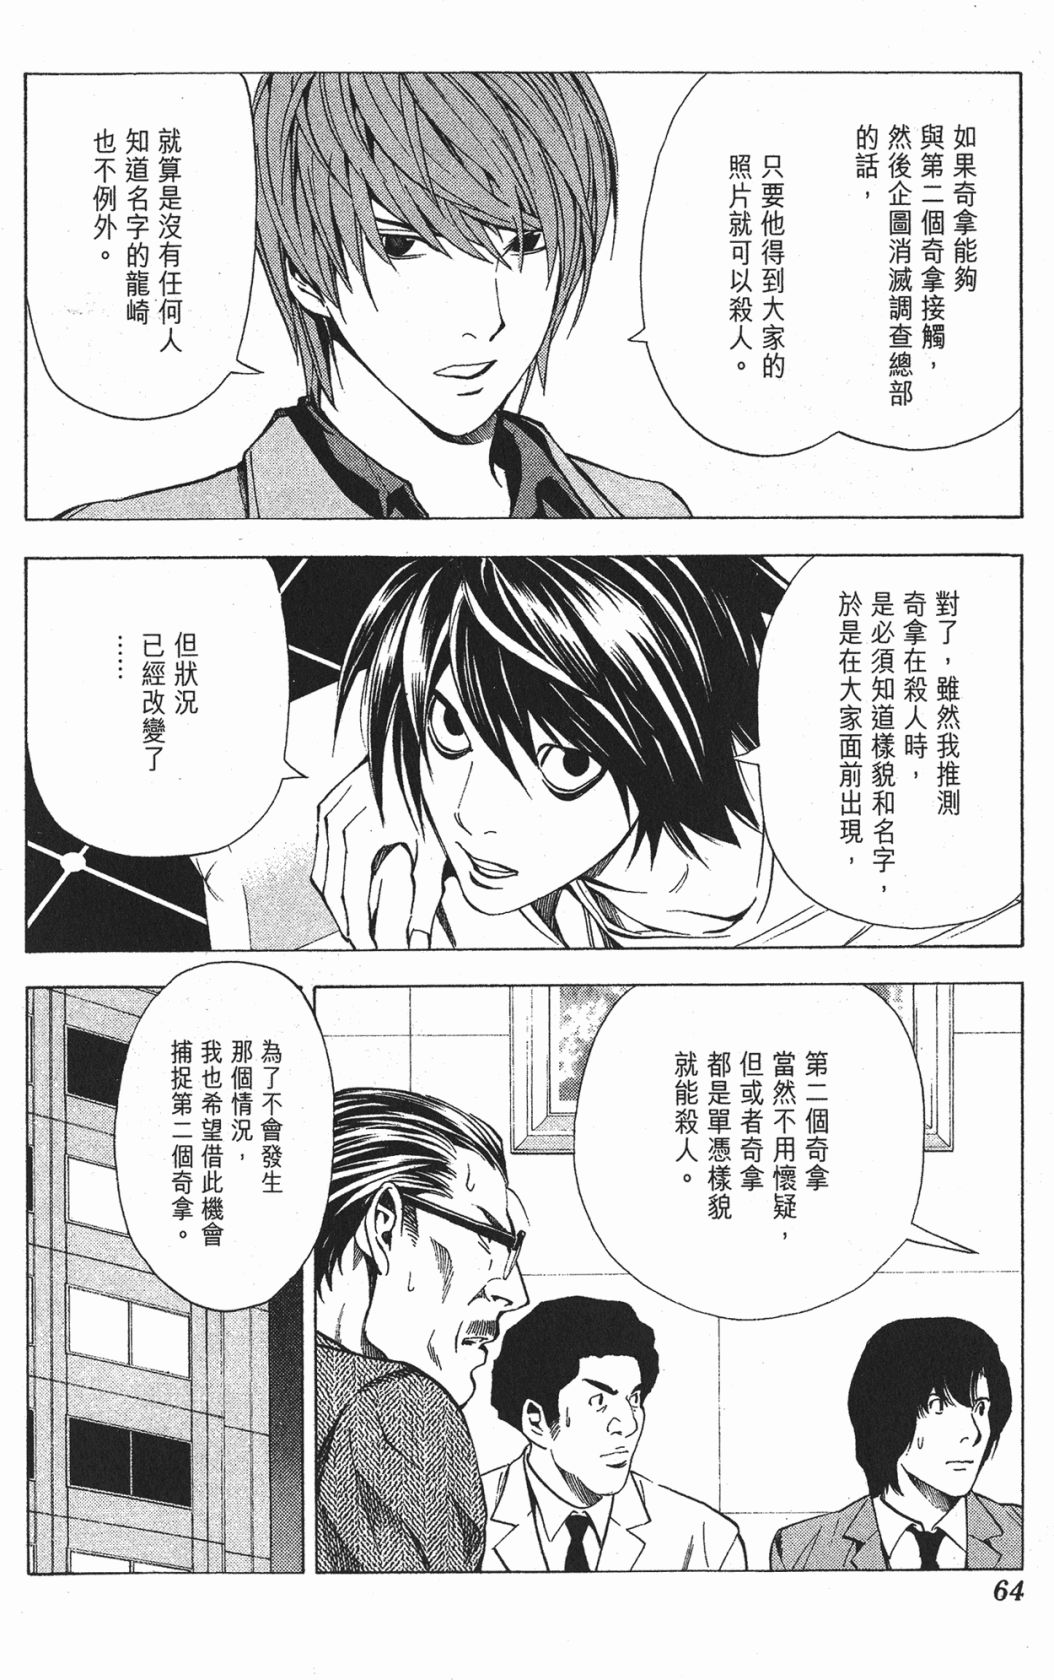 如果奇拿能夠
與第二個奇拿接觸，
然後企圖消滅調查總部
的話，
只要他得到大家的
照片就可以殺人。
就算是沒有任何人
知道名字的龍崎
也不例外。
對了，雖然我推測
奇拿在殺人時，
是必須知道樣貌和名字，
於是在大家面前出現，
但狀況
已經改變了
……
第二個奇拿
當然不用懷疑，
但或者奇拿
都是單憑樣貌
就能殺人。
為了不會發生
那個情況，
我也希望借此機會
捕捉第二個奇拿。
64